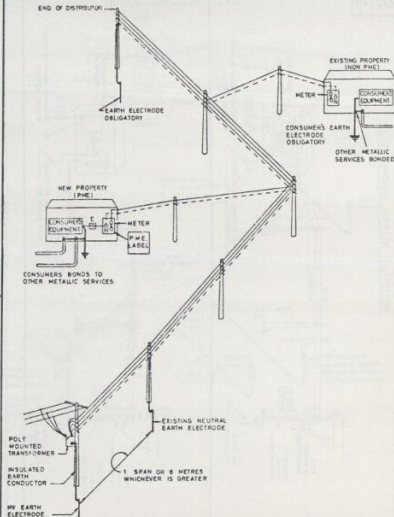 END OF DISTRIBUTOR
EXISTING PROPERTY
(NON PME)
METER
CONSUMERS
EQUIPMENT
EARTH ELECTRODE
OBLIGATORY
CONSUMER'S EARTH
ELECTRODE
OBLIGATORY
OTHER METALLIC
SERVICES BONDED
NEW PROPERTY
(PME)
CONSUMERS
EQUIPMENT
METER
P.M.E.
LABEL
CONSUMERS BONDS TO
OTHER METALLIC SERVICES
EXISTING NEUTRAL
EARTH ELECTRODE
POLE
MOUNTED
TRANSFORMER
INSULATED
EARTH
CONDUCTOR
1 SPAN OR 8 METRES
WHICHEVER IS GREATER
HV EARTH
ELECTRODE